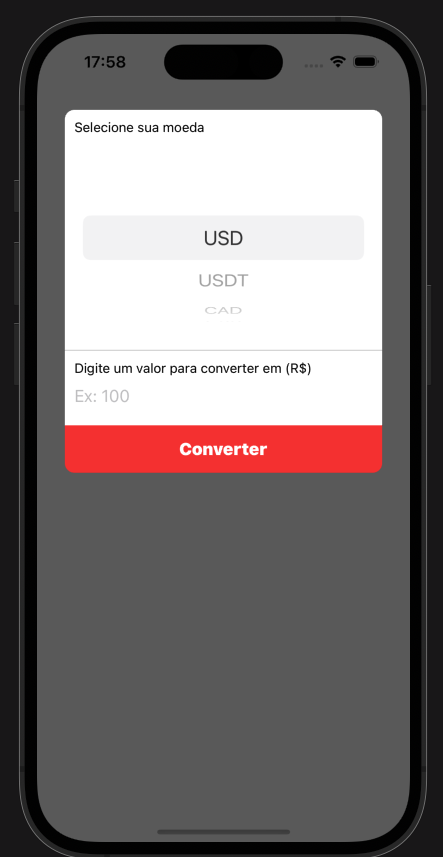 17:58
Selecione sua moeda
USD
USDT
CAD
Digite um valor para converter em (R$)
Ex: 100
Converter